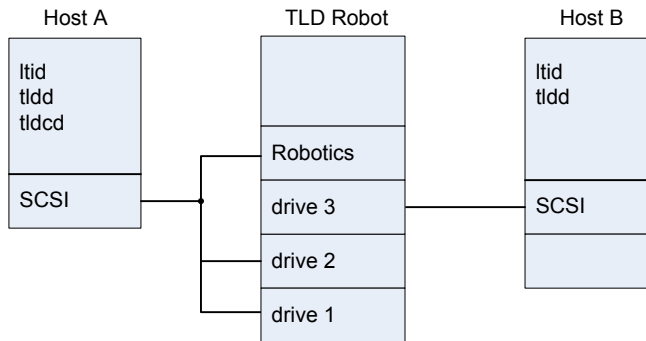 Host A
TLD Robot
Host B
ltid
tldd
tldcd
SCSI
Robotics
drive 3
drive 2
drive 1
ltid
tldd
SCSI